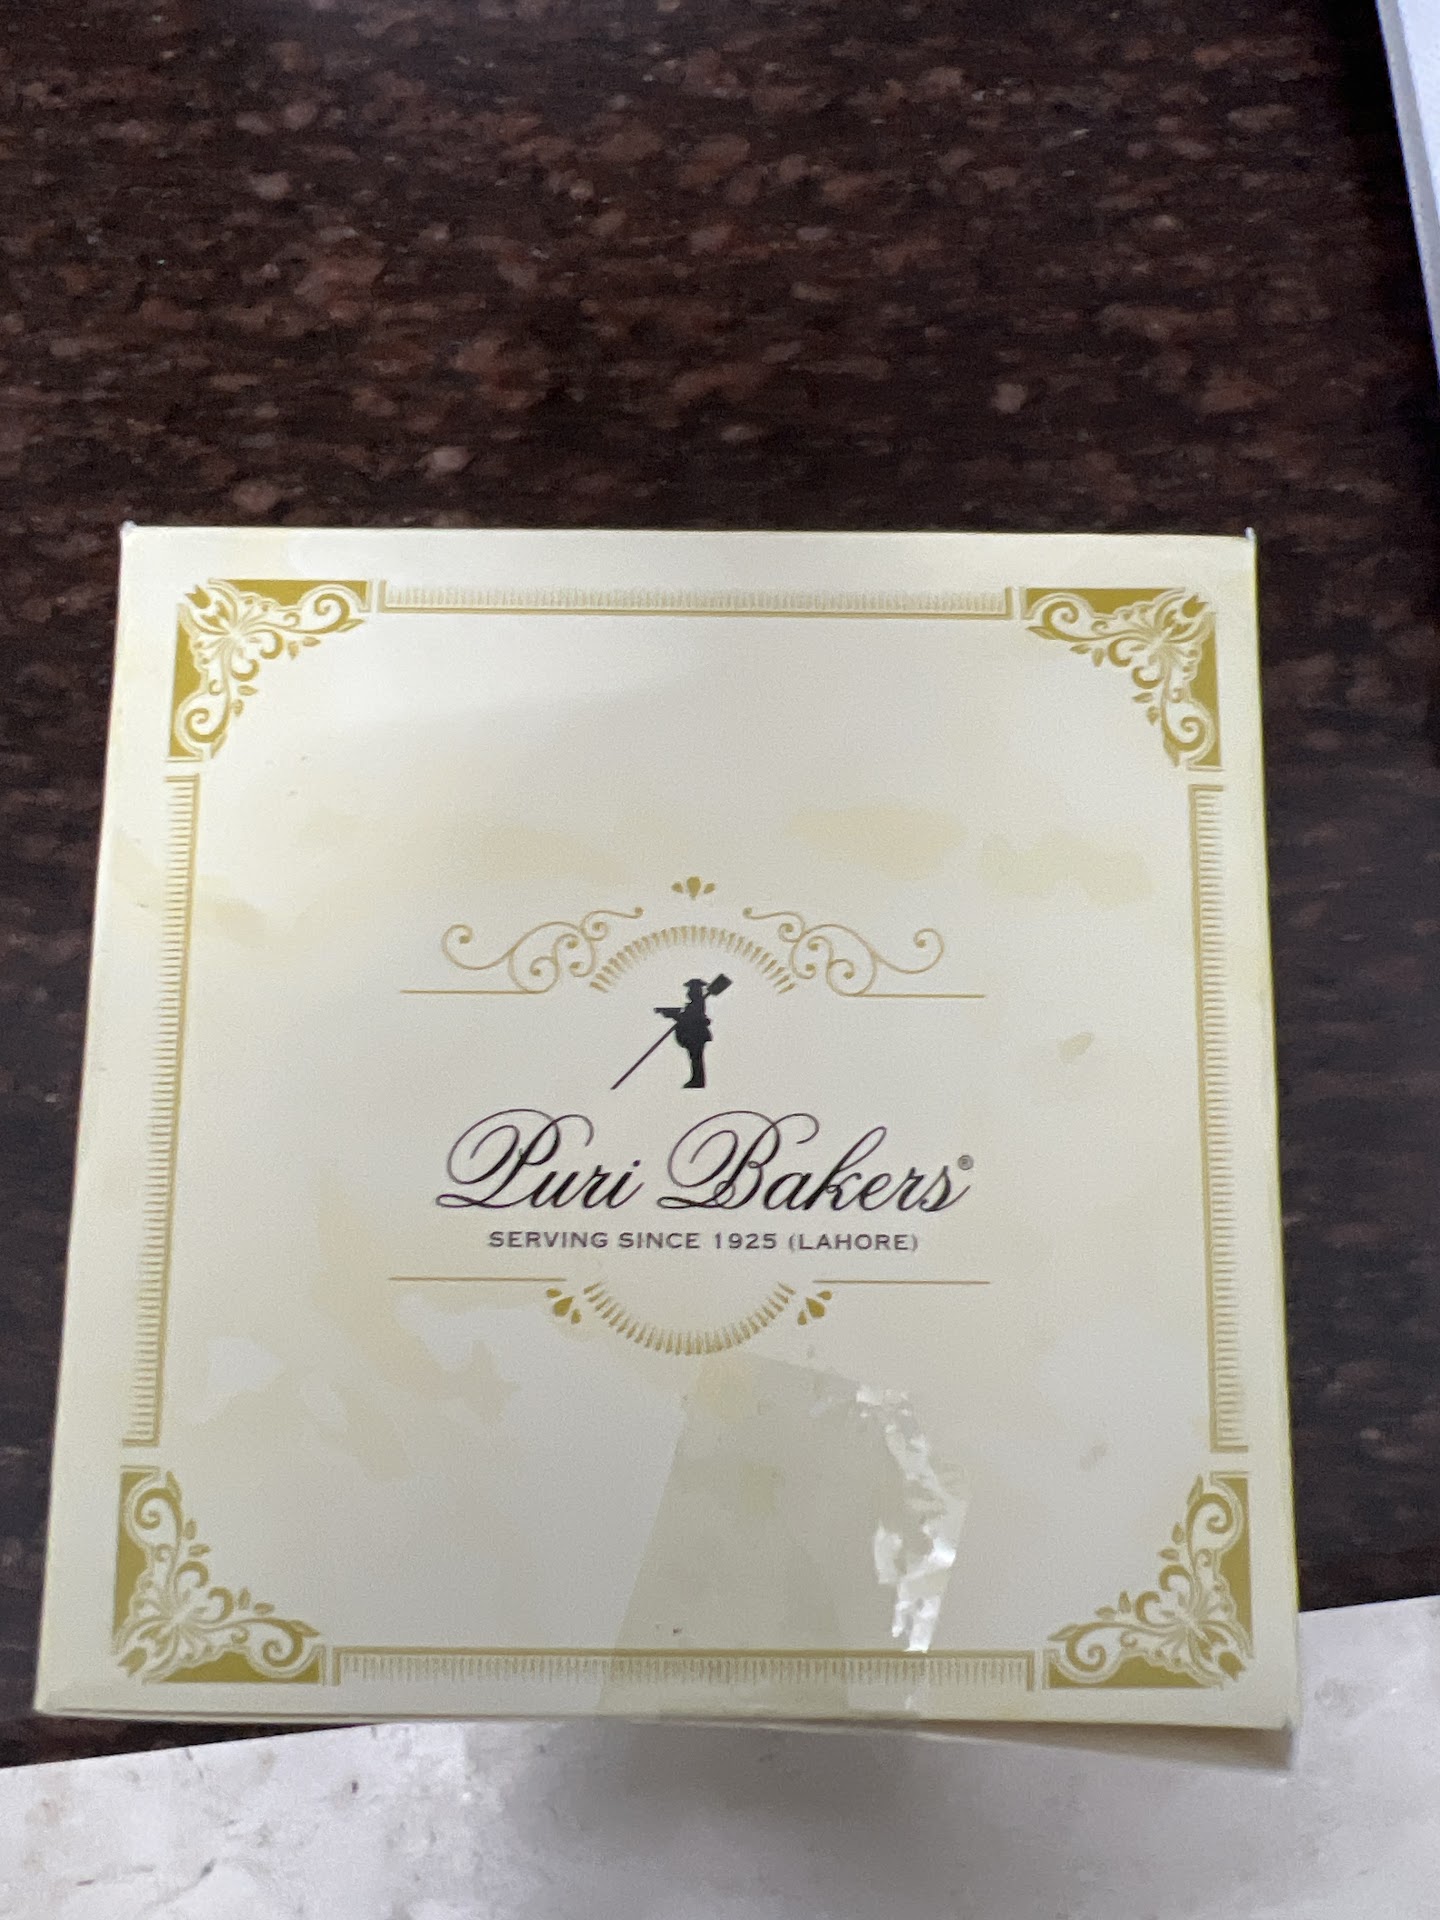 Puri Bakers®
SERVING SINCE 1925 (LAHORE)